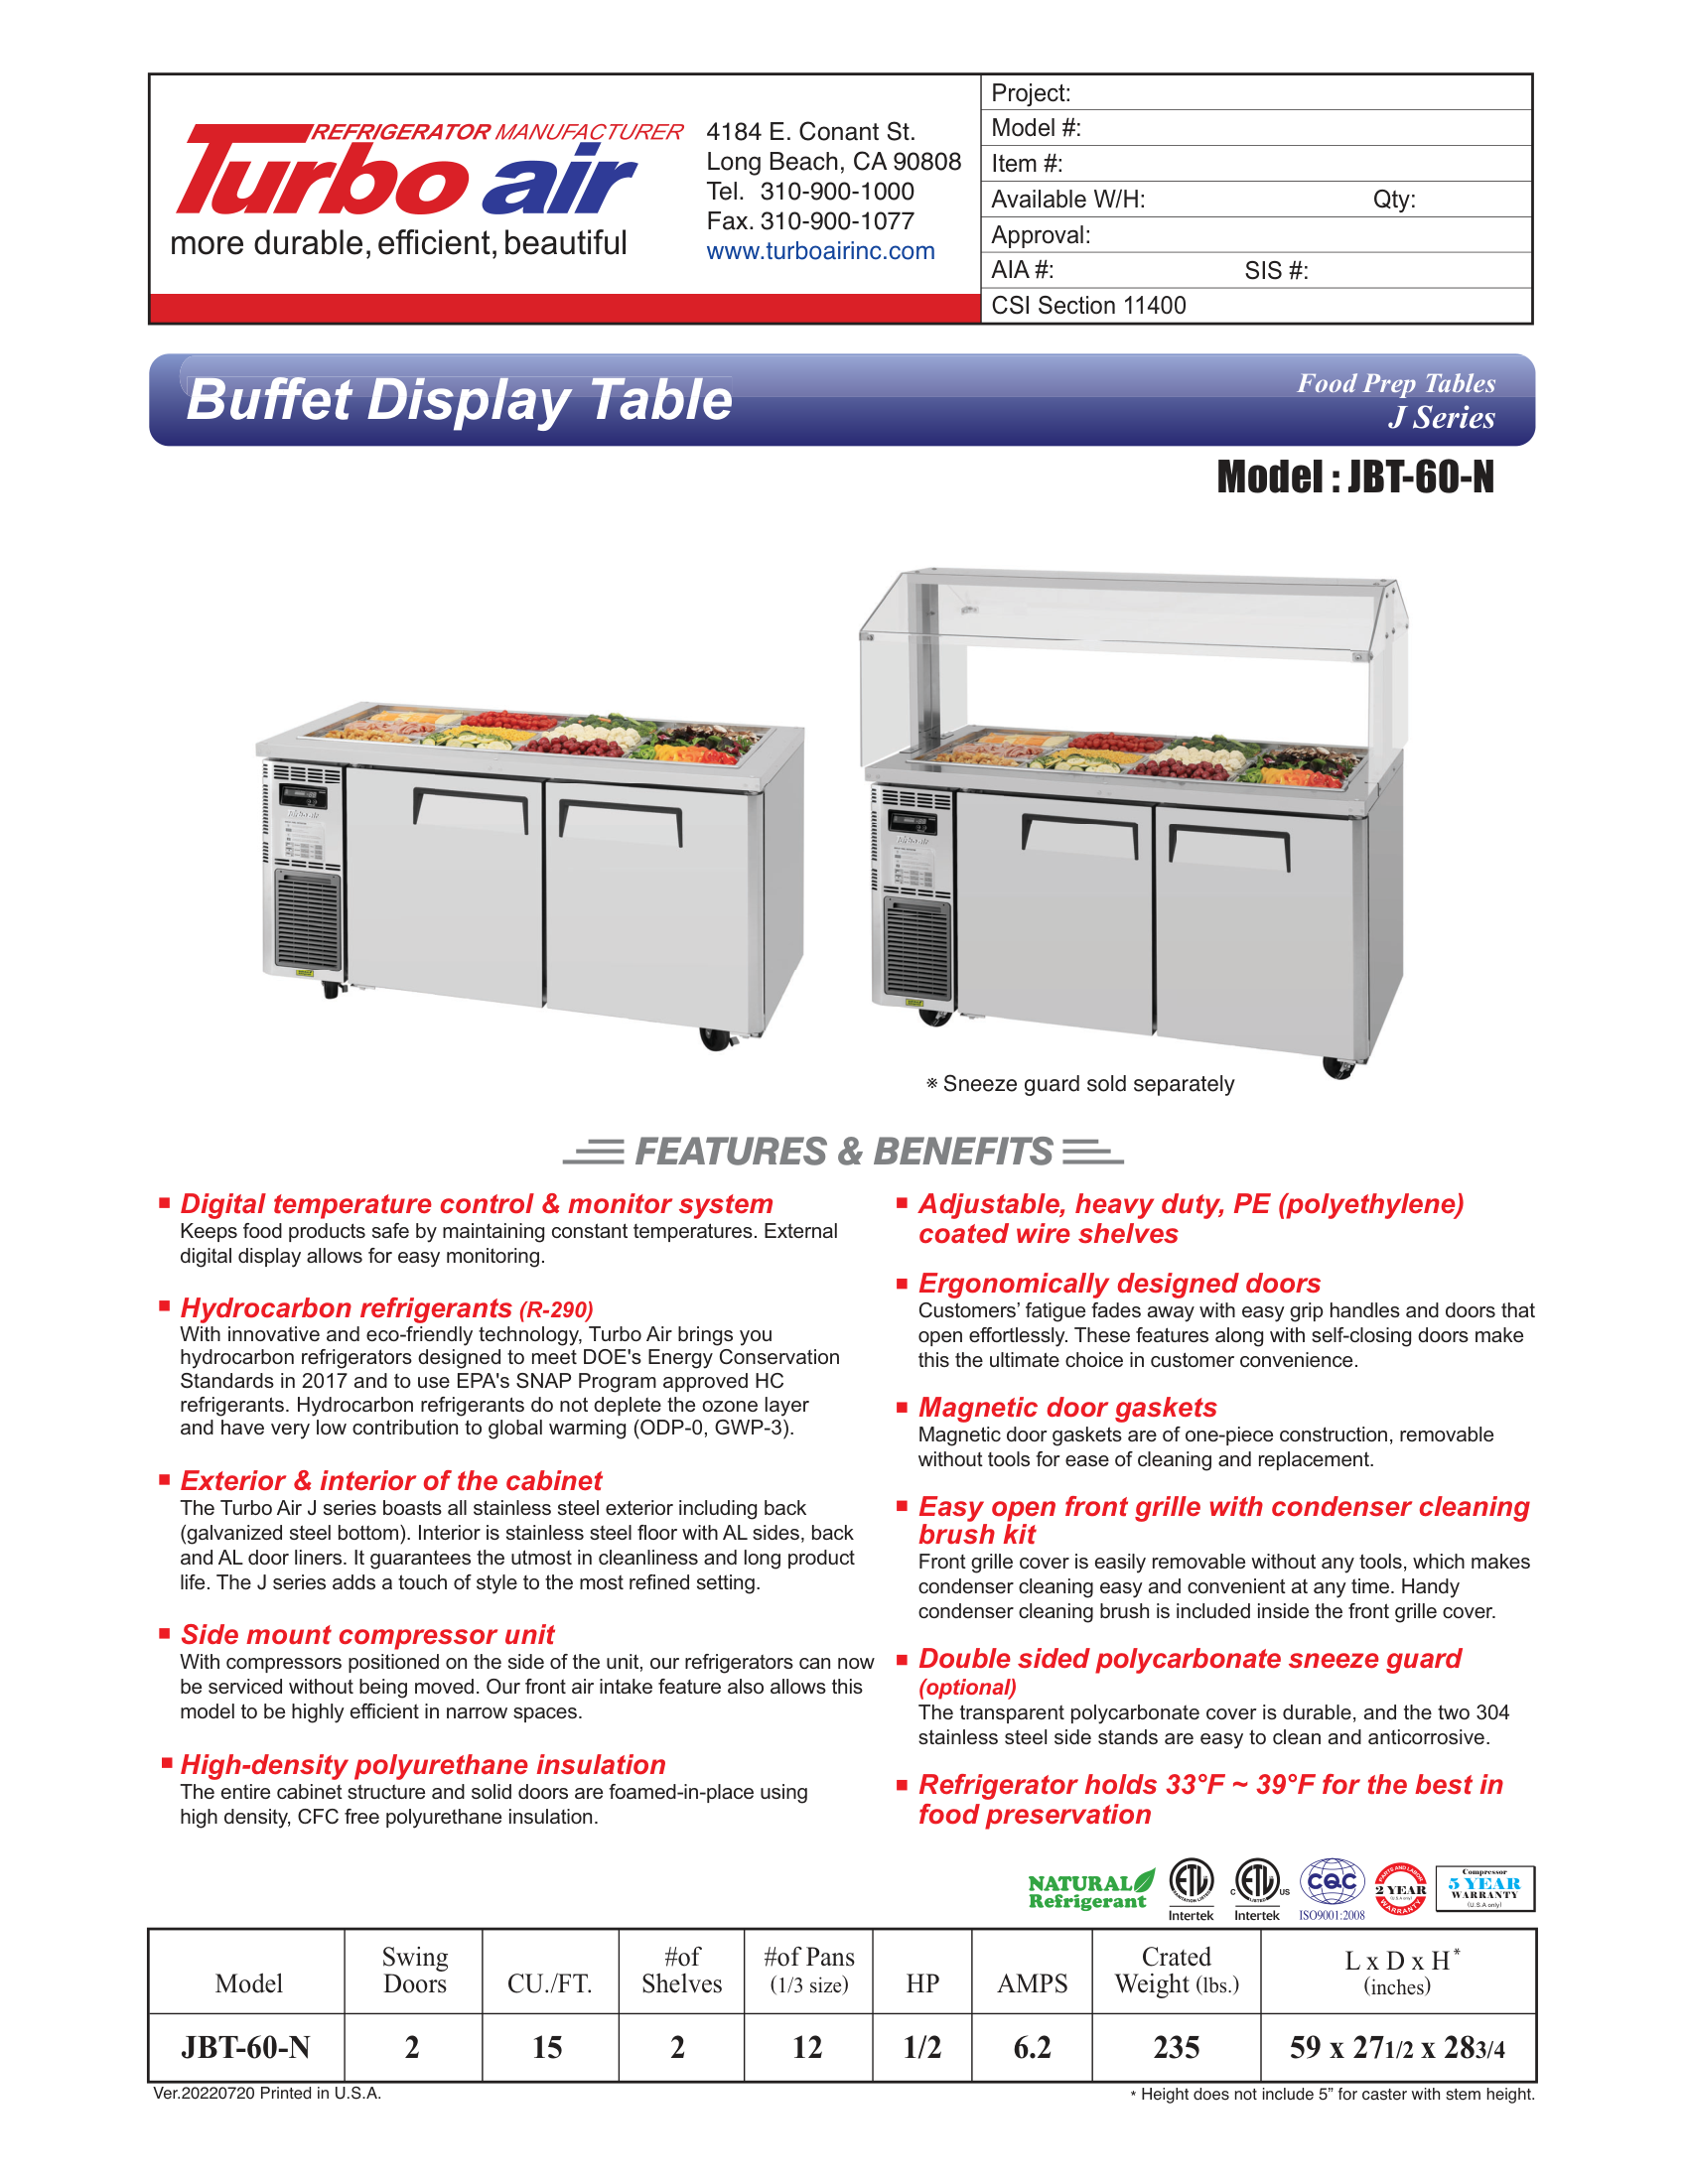 REFRIGERATOR MANUFACTURER
Turbo air
more durable, efficient, beautiful
4184 E. Conant St.
Long Beach, CA 90808
Tel. 310-900-1000
Fax. 310-900-1077
www.turboairinc.com
Project:
Model #:
Item #:
Available W/H: Qty:
Approval:
AIA #: SIS #:
CSI Section 11400
Buffet Display Table
Food Prep Tables
J Series
Model : JBT-60-N
※ Sneeze guard sold separately
FEATURES & BENEFITS
■ Digital temperature control & monitor system
Keeps food products safe by maintaining constant temperatures. External
digital display allows for easy monitoring.
■ Hydrocarbon refrigerants (R-290)
With innovative and eco-friendly technology, Turbo Air brings you
hydrocarbon refrigerators designed to meet DOE's Energy Conservation
Standards in 2017 and to use EPA's SNAP Program approved HC
refrigerants. Hydrocarbon refrigerants do not deplete the ozone layer
and have very low contribution to global warming (ODP-0, GWP-3).
■ Exterior & interior of the cabinet
The Turbo Air J series boasts all stainless steel exterior including back
(galvanized steel bottom). Interior is stainless steel floor with AL sides, back
and AL door liners. It guarantees the utmost in cleanliness and long product
life. The J series adds a touch of style to the most refined setting.
■ Side mount compressor unit
With compressors positioned on the side of the unit, our refrigerators can now
be serviced without being moved. Our front air intake feature also allows this
model to be highly efficient in narrow spaces.
■ High-density polyurethane insulation
The entire cabinet structure and solid doors are foamed-in-place using
high density, CFC free polyurethane insulation.
■ Adjustable, heavy duty, PE (polyethylene)
coated wire shelves
■ Ergonomically designed doors
Customers’ fatigue fades away with easy grip handles and doors that
open effortlessly. These features along with self-closing doors make
this the ultimate choice in customer convenience.
■ Magnetic door gaskets
Magnetic door gaskets are of one-piece construction, removable
without tools for ease of cleaning and replacement.
■ Easy open front grille with condenser cleaning
brush kit
Front grille cover is easily removable without any tools, which makes
condenser cleaning easy and convenient at any time. Handy
condenser cleaning brush is included inside the front grille cover.
■ Double sided polycarbonate sneeze guard
(optional)
The transparent polycarbonate cover is durable, and the two 304
stainless steel side stands are easy to clean and anticorrosive.
■ Refrigerator holds 33°F ~ 39°F for the best in
food preservation
NATURAL
Refrigerant
ETL
SANITATION LISTED
Intertek
C ETL US
LISTED
Intertek
CQC
ISO9001:2008
PARTS AND LABOR
2 YEAR
(U.S.A only)
WARRANTY
Compressor
5 YEAR
WARRANTY
(U.S.A only)
Model Swing Doors CU./FT. #of Shelves #of Pans (1/3 size) HP AMPS Crated Weight (lbs.) L x D x H* (inches)
JBT-60-N 2 15 2 12 1/2 6.2 235 59 x 271/2 x 283/4
Ver.20220720 Printed in U.S.A.
* Height does not include 5” for caster with stem height.